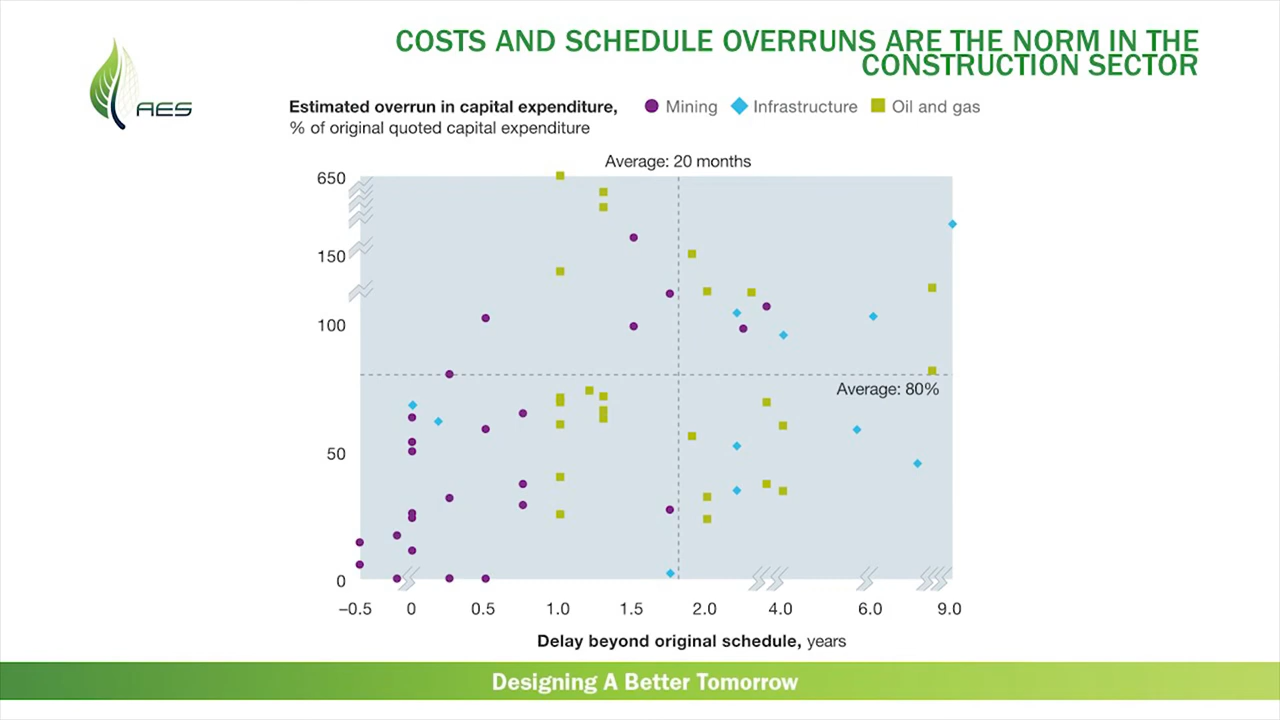 COSTS AND SCHEDULE OVERRUNS ARE THE NORM IN THE
CONSTRUCTION SECTOR
AES
Estimated overrun in capital expenditure,
% of original quoted capital expenditure
Mining
Infrastructure
Oil and gas
Average: 20 months
650
150
100
Average: 80%
50
0
–0.5 0 0.5 1.0 1.5 2.0 4.0 6.0 9.0
Delay beyond original schedule, years
Designing A Better Tomorrow